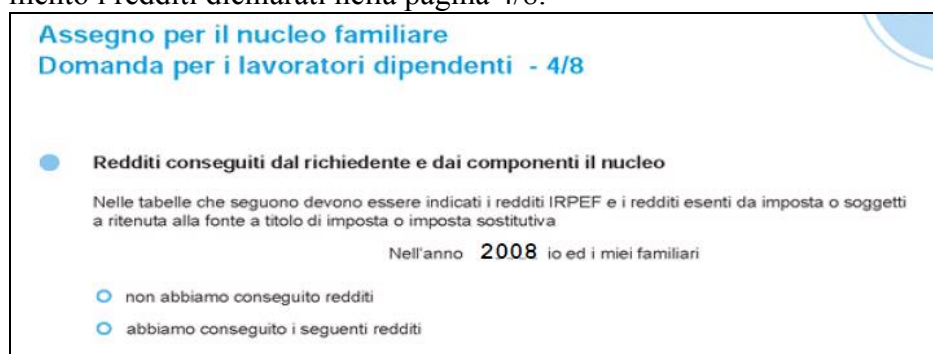 mento i redditi dichiarati nella pagina 4/8.
Assegno per il nucleo familiare
Domanda per i lavoratori dipendenti - 4/8
Redditi conseguiti dal richiedente e dai componenti il nucleo
Nelle tabelle che seguono devono essere indicati i redditi IRPEF e i redditi esenti da imposta o soggetti
a ritenuta alla fonte a titolo di imposta o imposta sostitutiva
Nell'anno 2008 io ed i miei familiari
non abbiamo conseguito redditi
abbiamo conseguito i seguenti redditi